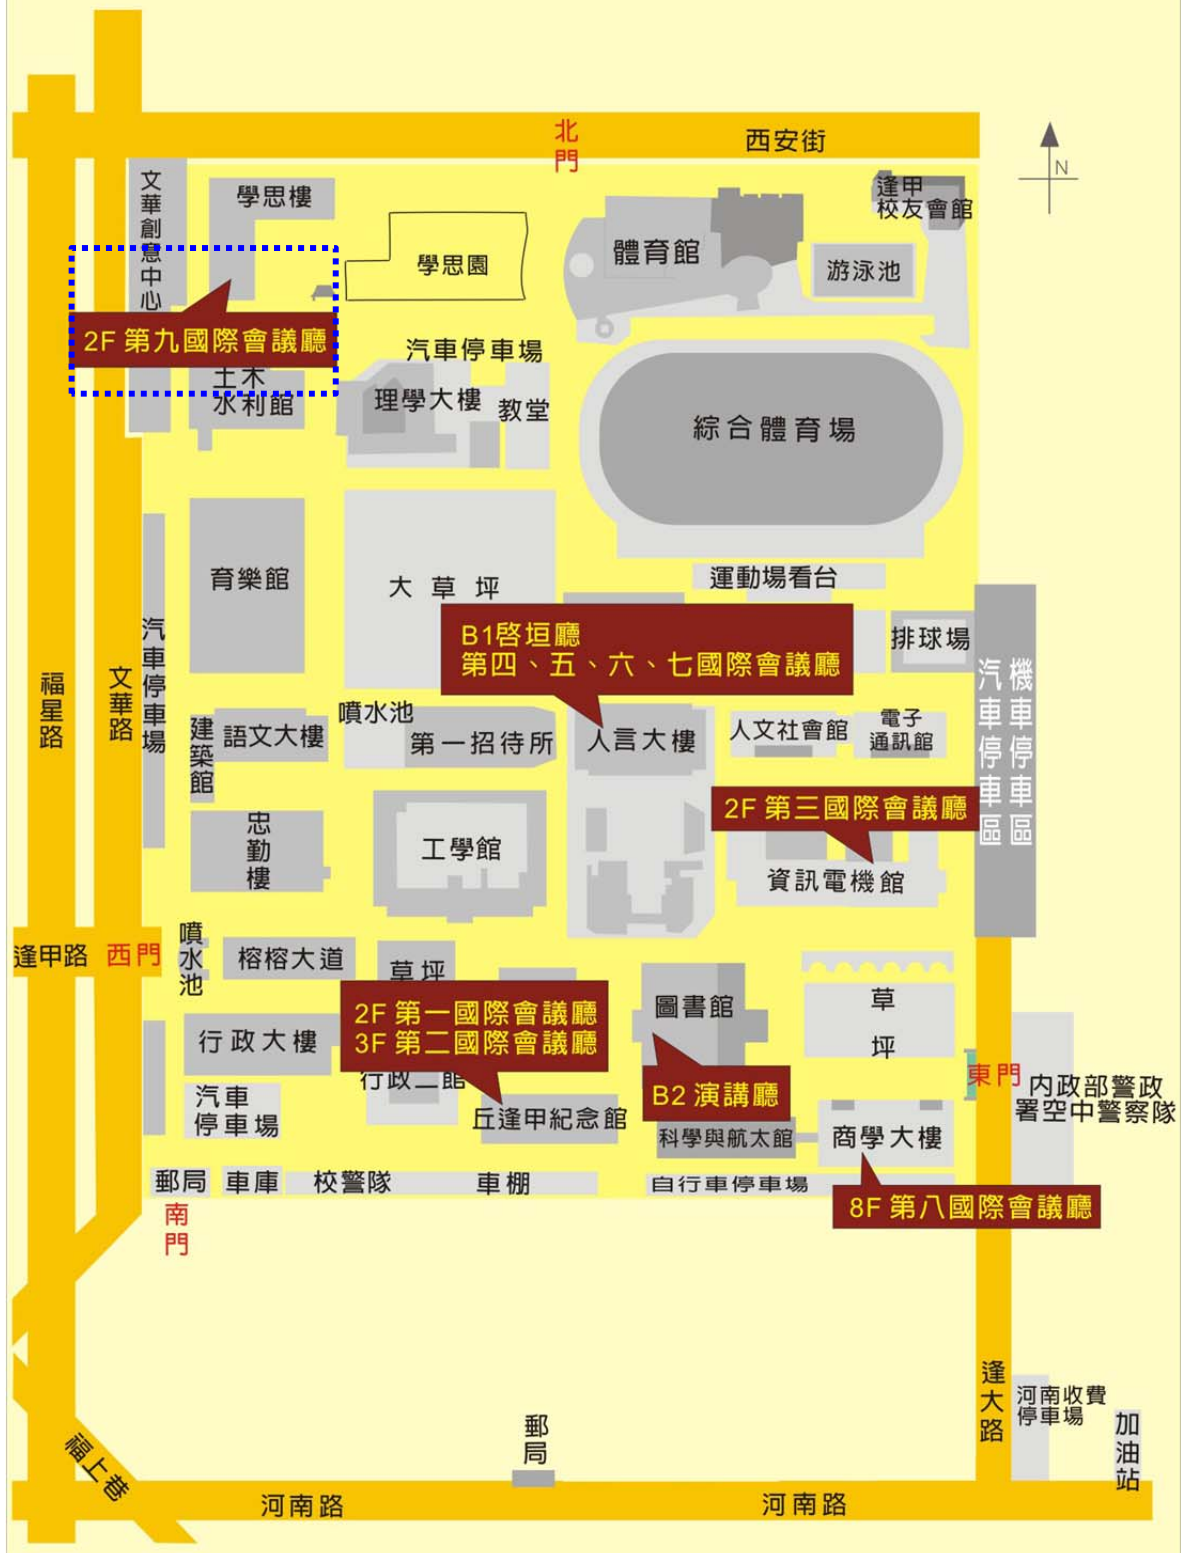 北門
西安街
N
文華創意中心
學思樓
學思園
體育館
逢甲
校友會館
游泳池
2F 第九國際會議廳
土木
水利館
汽車停車場
理學大樓
教堂
綜合體育場
育樂館
大草坪
運動場看台
排球場
B1啓垣廳
第四、五、六、七國際會議廳
福星路
文華路
汽車停車場
機車停車區
汽車停車區
建築館
語文大樓
噴水池
第一招待所
人言大樓
人文社會館
電子
通訊館
2F 第三國際會議廳
忠勤樓
工學館
資訊電機館
逢甲路
西門
噴水池
榕榕大道
草坪
圖書館
草坪
2F 第一國際會議廳
3F 第二國際會議廳
行政大樓
行政二館
B2 演講廳
東門
內政部警政
署空中警察隊
汽車
停車場
丘逢甲紀念館
科學與航太館
商學大樓
郵局
車庫
校警隊
車棚
自行車停車場
8F 第八國際會議廳
南門
逢大路
河南收費
停車場
加油站
郵局
福上巷
河南路
河南路